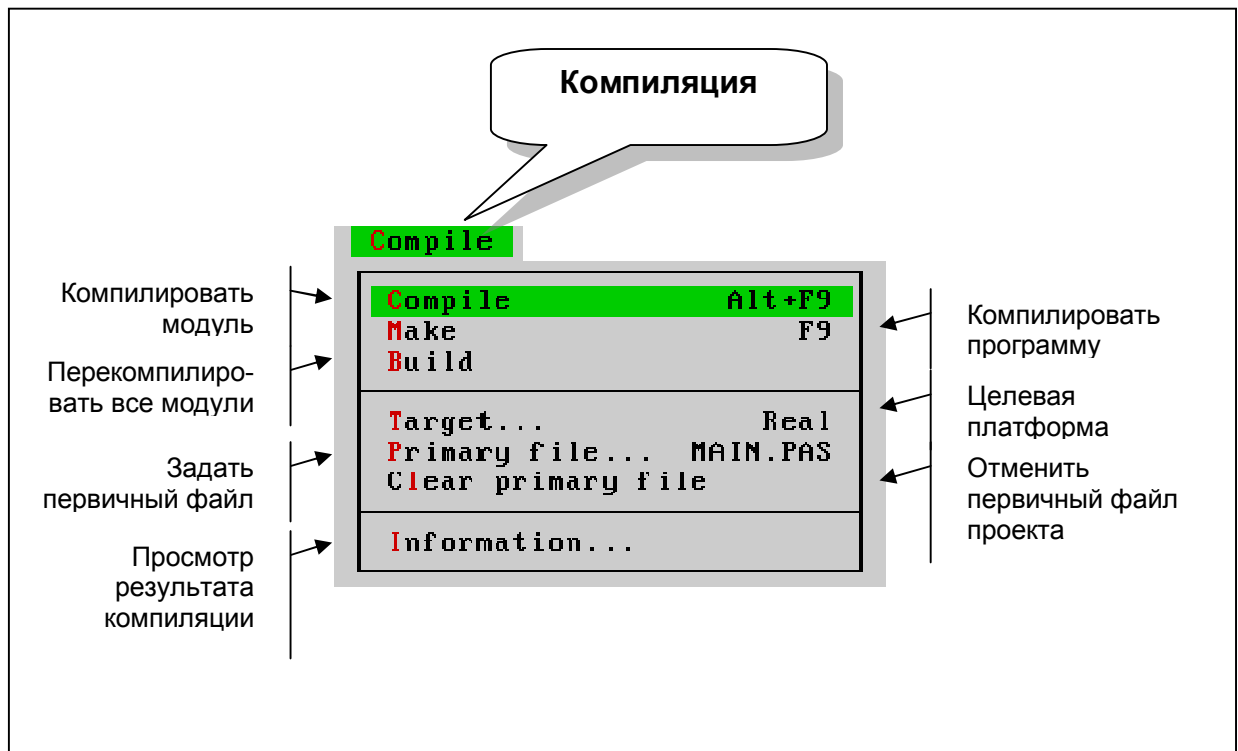 Компиляция
Compile
Компилировать
модуль
Перекомпилиро-
вать все модули
Задать
первичный файл
Просмотр
результата
компиляции
Compile Alt+F9
Make F9
Build
Target... Real
Primary file... MAIN.PAS
Clear primary file
Information...
Компилировать
программу
Целевая
платформа
Отменить
первичный файл
проекта